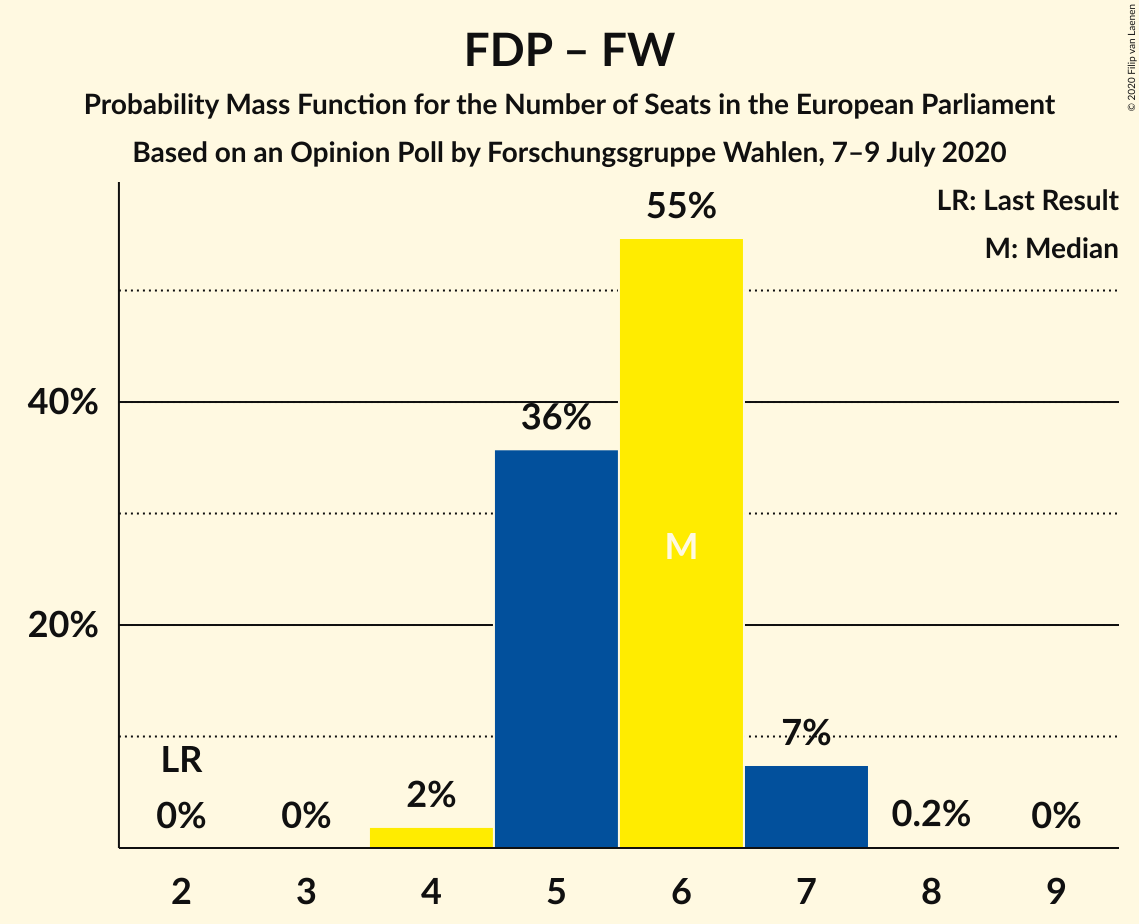 FDP – FW
Probability Mass Function for the Number of Seats in the European Parliament
Based on an Opinion Poll by Forschungsgruppe Wahlen, 7–9 July 2020
© 2020 Filip van Laenen
LR: Last Result
M: Median
55%
40%
36%
M
20%
7%
LR
2%
0%
0%
0.2%
0%
2 3 4 5 6 7 8 9